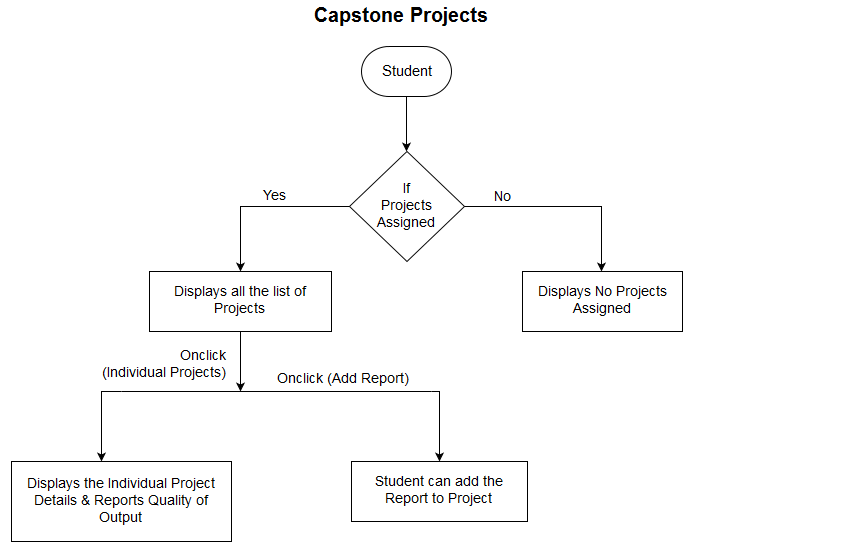 Capstone Projects
Student
If
Projects
Assigned
Yes
No
Displays all the list of
Projects
Displays No Projects
Assigned
Onclick
(Individual Projects)
Onclick (Add Report)
Displays the Individual Project
Details & Reports Quality of
Output
Student can add the
Report to Project